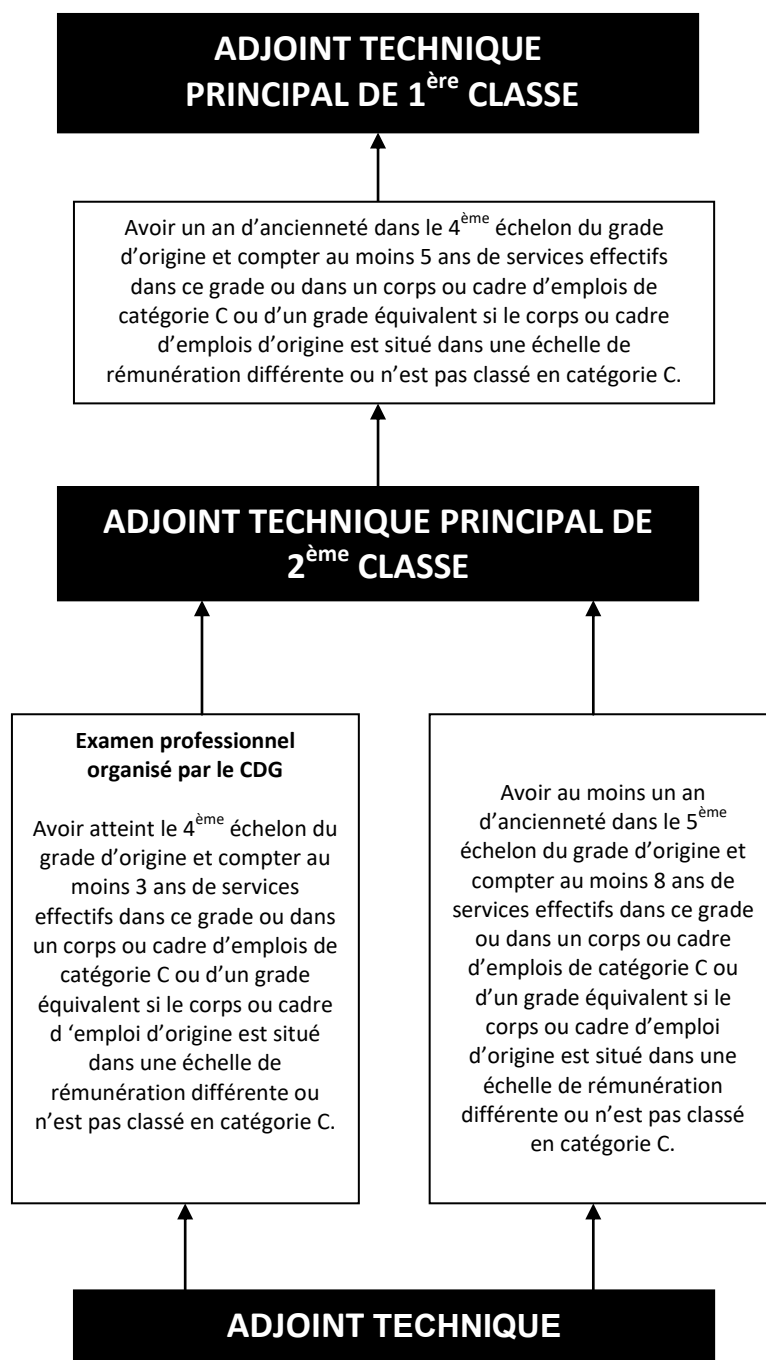 ADJOINT TECHNIQUE
PRINCIPAL DE 1ère CLASSE
Avoir un an d’ancienneté dans le 4ème échelon du grade
d’origine et compter au moins 5 ans de services effectifs
dans ce grade ou dans un corps ou cadre d’emplois de
catégorie C ou d’un grade équivalent si le corps ou cadre
d’emplois d’origine est situé dans une échelle de
rémunération différente ou n’est pas classé en catégorie C.
ADJOINT TECHNIQUE PRINCIPAL DE
2ème CLASSE
Examen professionnel
organisé par le CDG
Avoir atteint le 4ème échelon du
grade d’origine et compter au
moins 3 ans de services
effectifs dans ce grade ou dans
un corps ou cadre d’emplois de
catégorie C ou d’un grade
équivalent si le corps ou cadre
d ‘emploi d’origine est situé
dans une échelle de
rémunération différente ou
n’est pas classé en catégorie C.
Avoir au moins un an
d’ancienneté dans le 5ème
échelon du grade d’origine et
compter au moins 8 ans de
services effectifs dans ce grade
ou dans un corps ou cadre
d’emplois de catégorie C ou
d’un grade équivalent si le
corps ou cadre d’emploi
d’origine est situé dans une
échelle de rémunération
différente ou n’est pas classé
en catégorie C.
ADJOINT TECHNIQUE